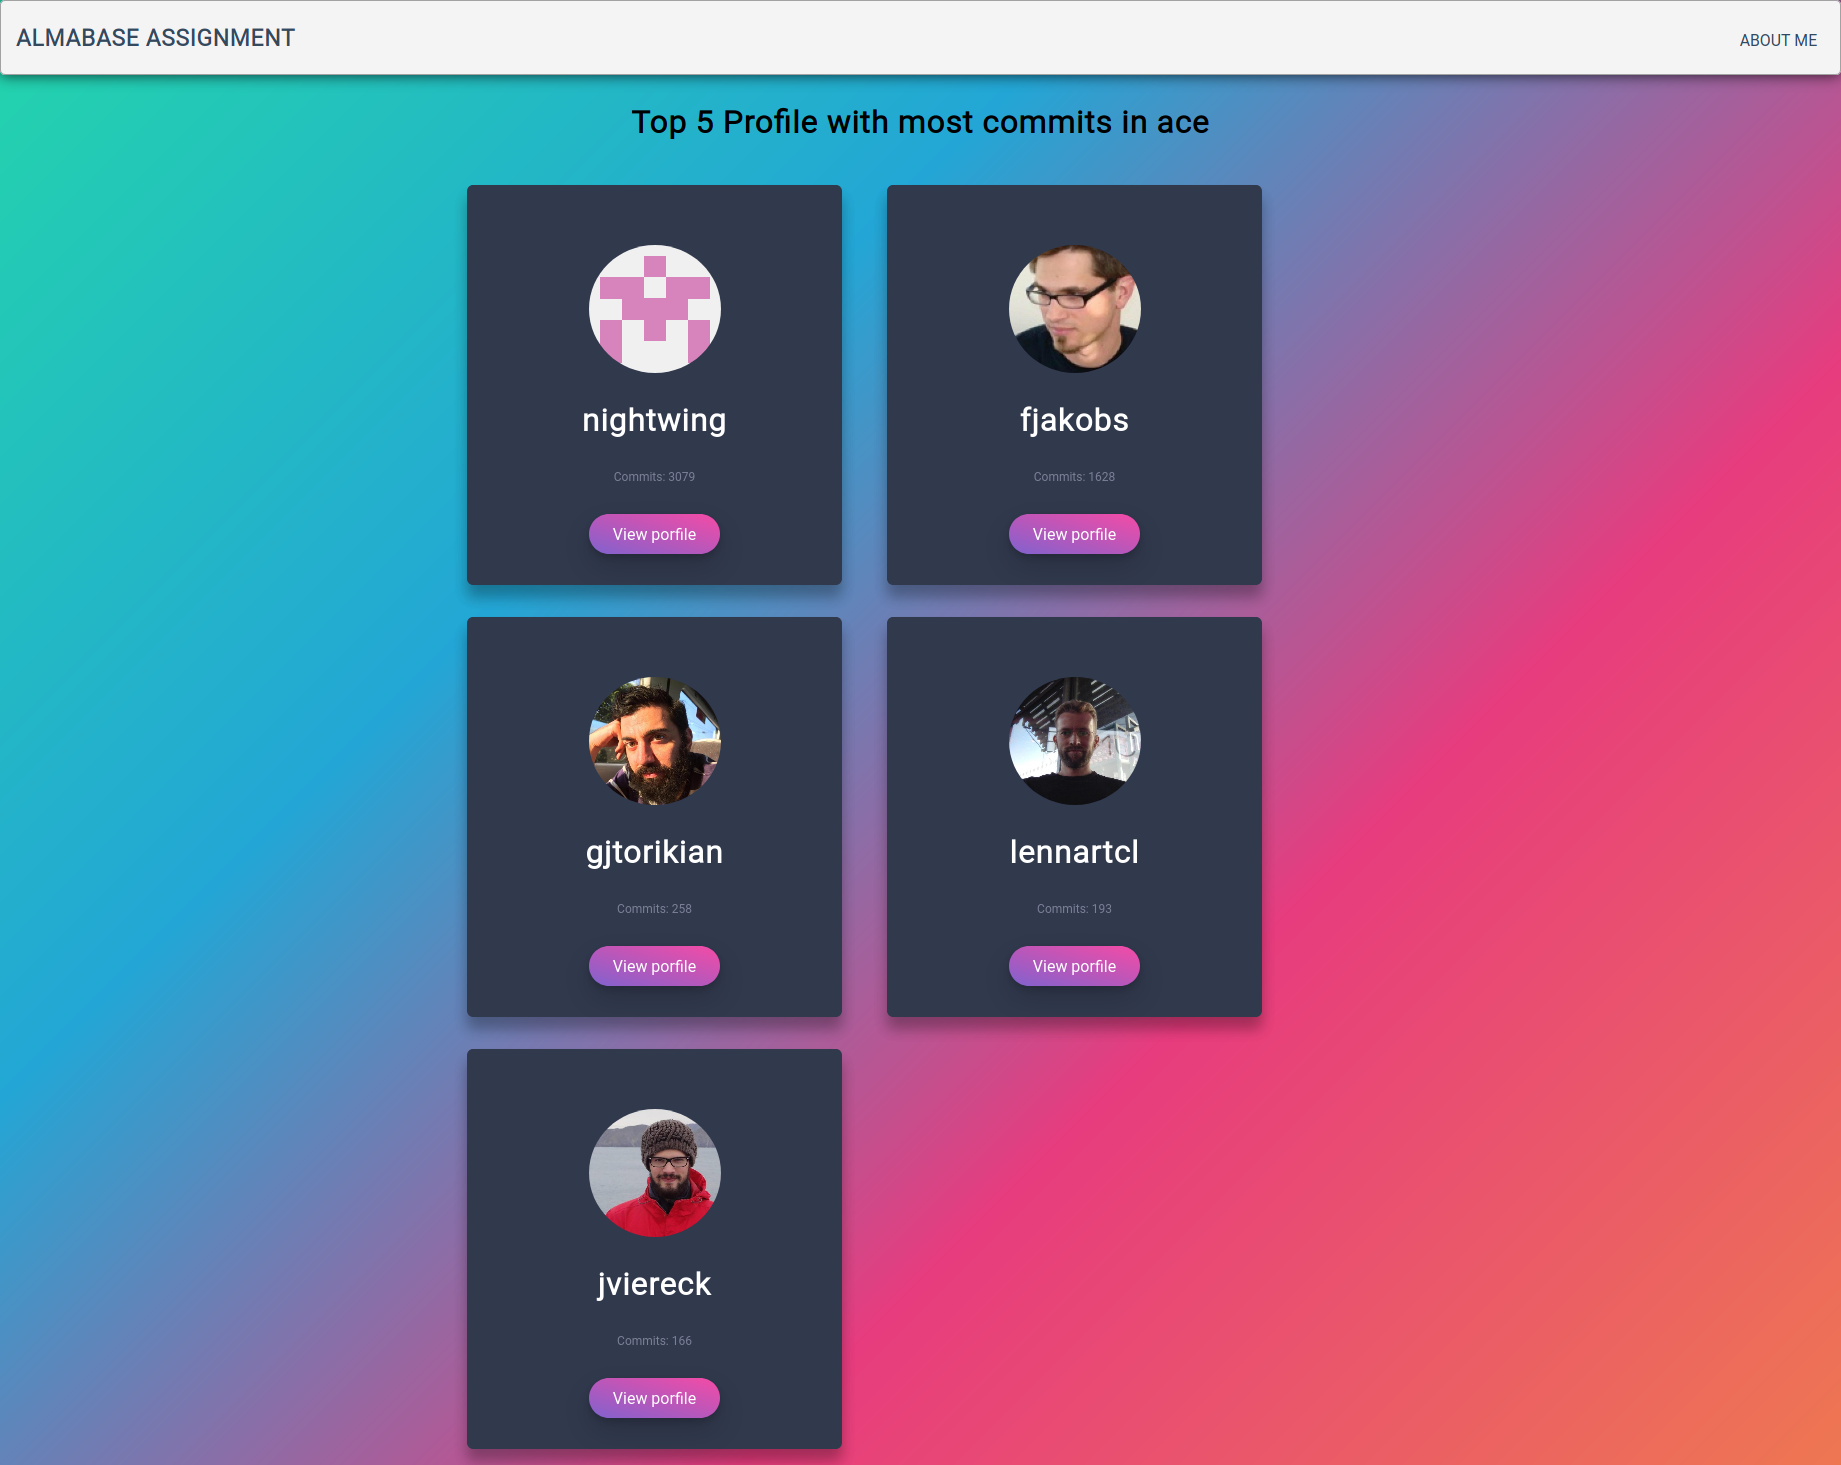 ALMABASE ASSIGNMENT
ABOUT ME
Top 5 Profile with most commits in ace
nightwing
Commits: 3079
View porfile
fjakobs
Commits: 1628
View porfile
gjtorikian
Commits: 258
View porfile
lennartcl
Commits: 193
View porfile
jviereck
Commits: 166
View porfile